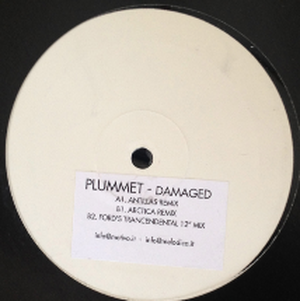 PLUMMET - DAMAGED
A1. ANTILLAS REMIX
B1. ARCTICA REMIX
B2. FORD'S TRANCENDENTAL 12" MIX